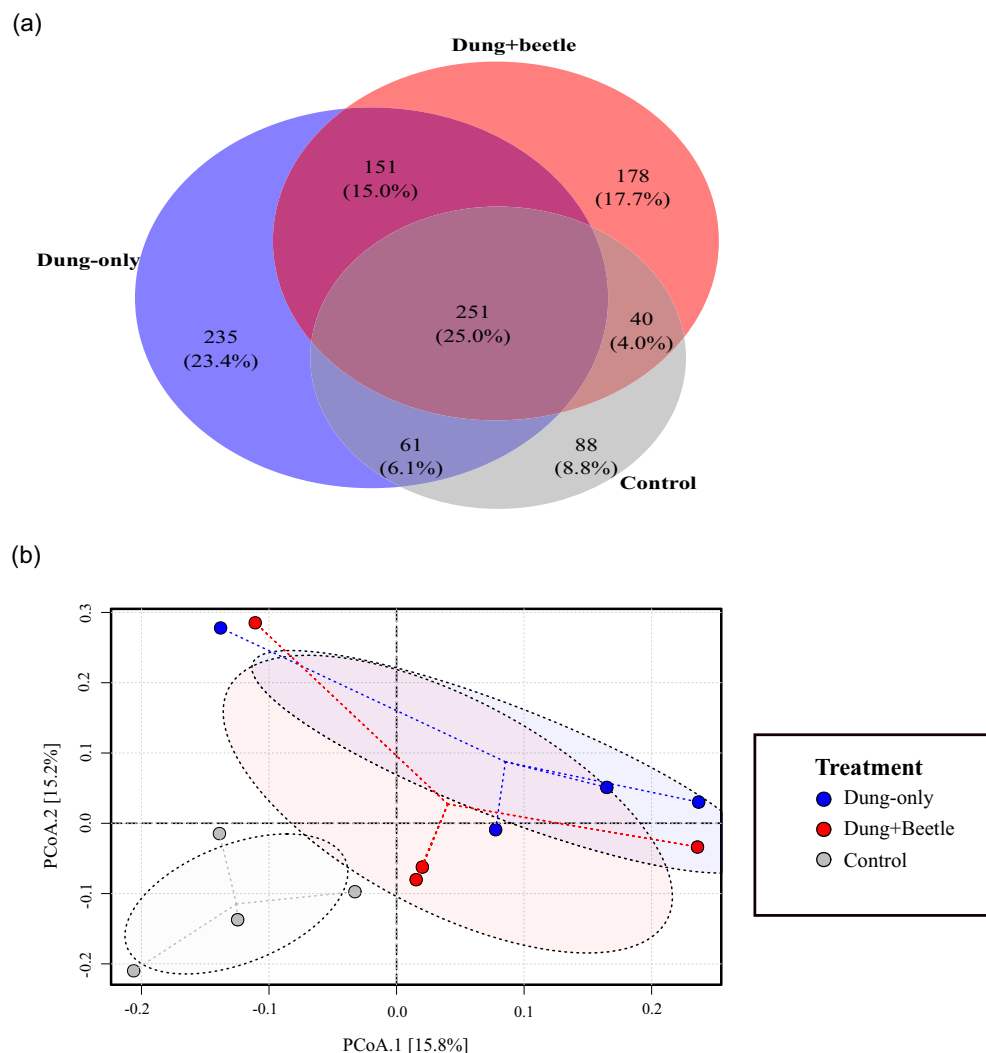 (a)
Dung+beetle
151
(15.0%)
178
(17.7%)
Dung-only
251
(25.0%)
40
(4.0%)
235
(23.4%)
61
(6.1%)
88
(8.8%)
Control
(b)
0.3
0.2
0.1
0.0
-0.1
-0.2
PCoA.2 [15.2%]
-0.2
-0.1
0.0
0.1
0.2
PCoA.1 [15.8%]
Treatment
Dung-only
Dung+Beetle
Control